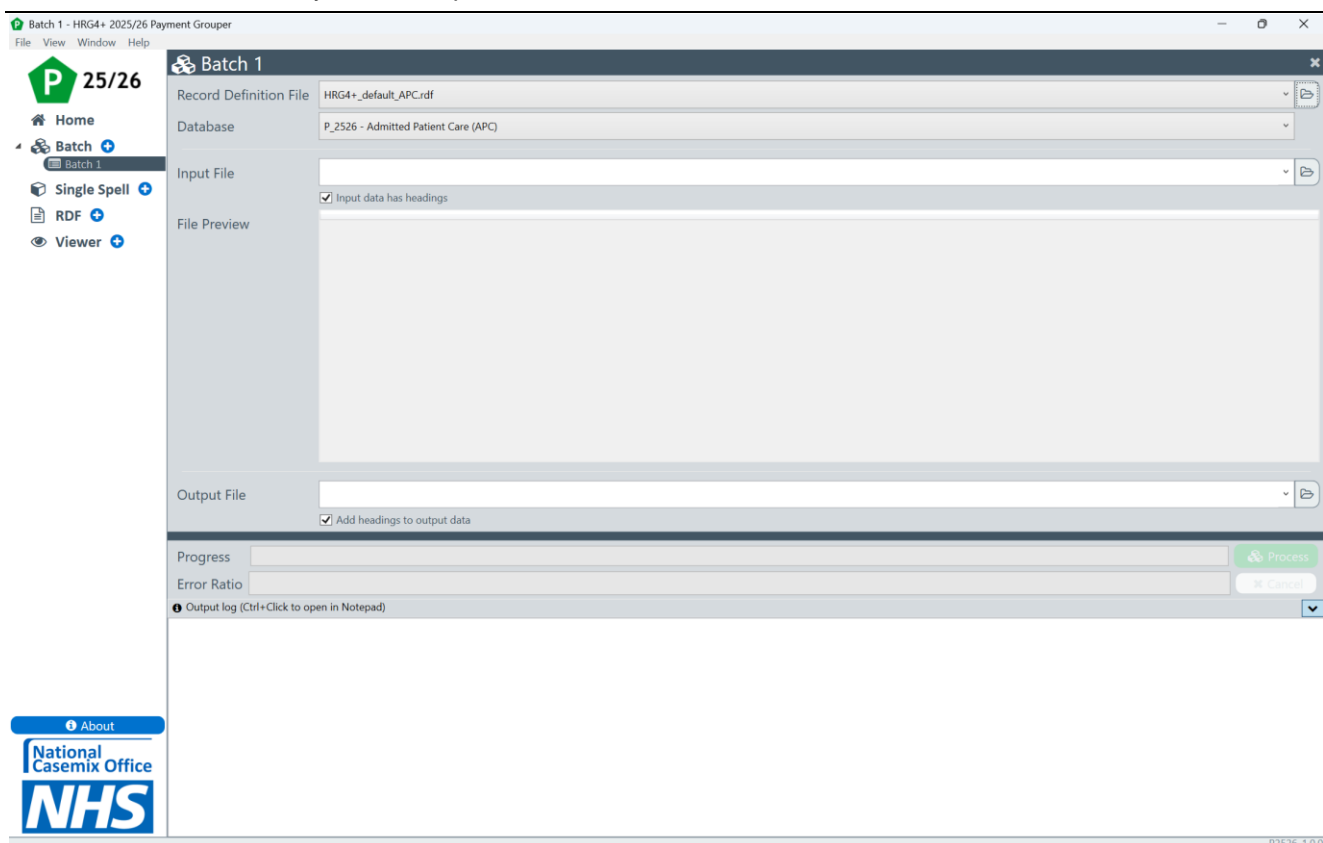 Batch 1 - HRG4+ 2025/26 Payment Grouper
File View Window Help
P 25/26
Home
Batch
Batch 1
Single Spell
RDF
Viewer
Batch 1
Record Definition File HRG4+_default_APC.rdf
Database P_2526 - Admitted Patient Care (APC)
Input File
Input data has headings
File Preview
Output File
Add headings to output data
Progress
Process
Error Ratio
Cancel
Output log (Ctrl+Click to open in Notepad)
About
National
Casemix Office
NHS